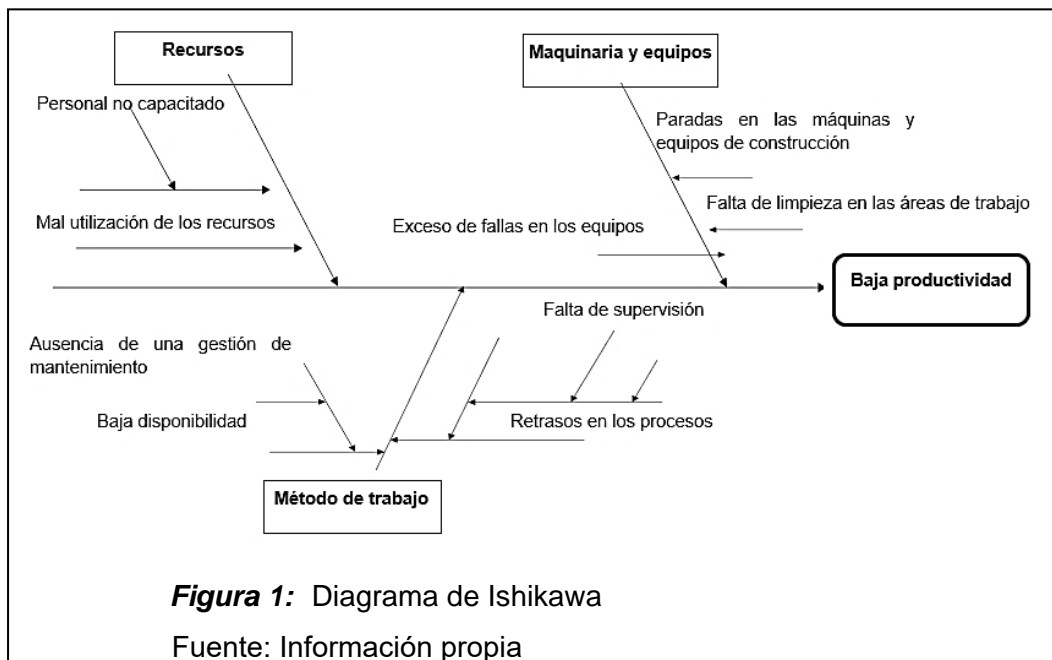 Recursos
Maquinaria y equipos
Personal no capacitado
Paradas en las máquinas y
equipos de construcción
Mal utilización de los recursos
Exceso de fallas en los equipos
Falta de limpieza en las áreas de trabajo
Baja productividad
Falta de supervisión
Ausencia de una gestión de
mantenimiento
Baja disponibilidad
Retrasos en los procesos
Método de trabajo
Figura 1: Diagrama de Ishikawa
Fuente: Información propia